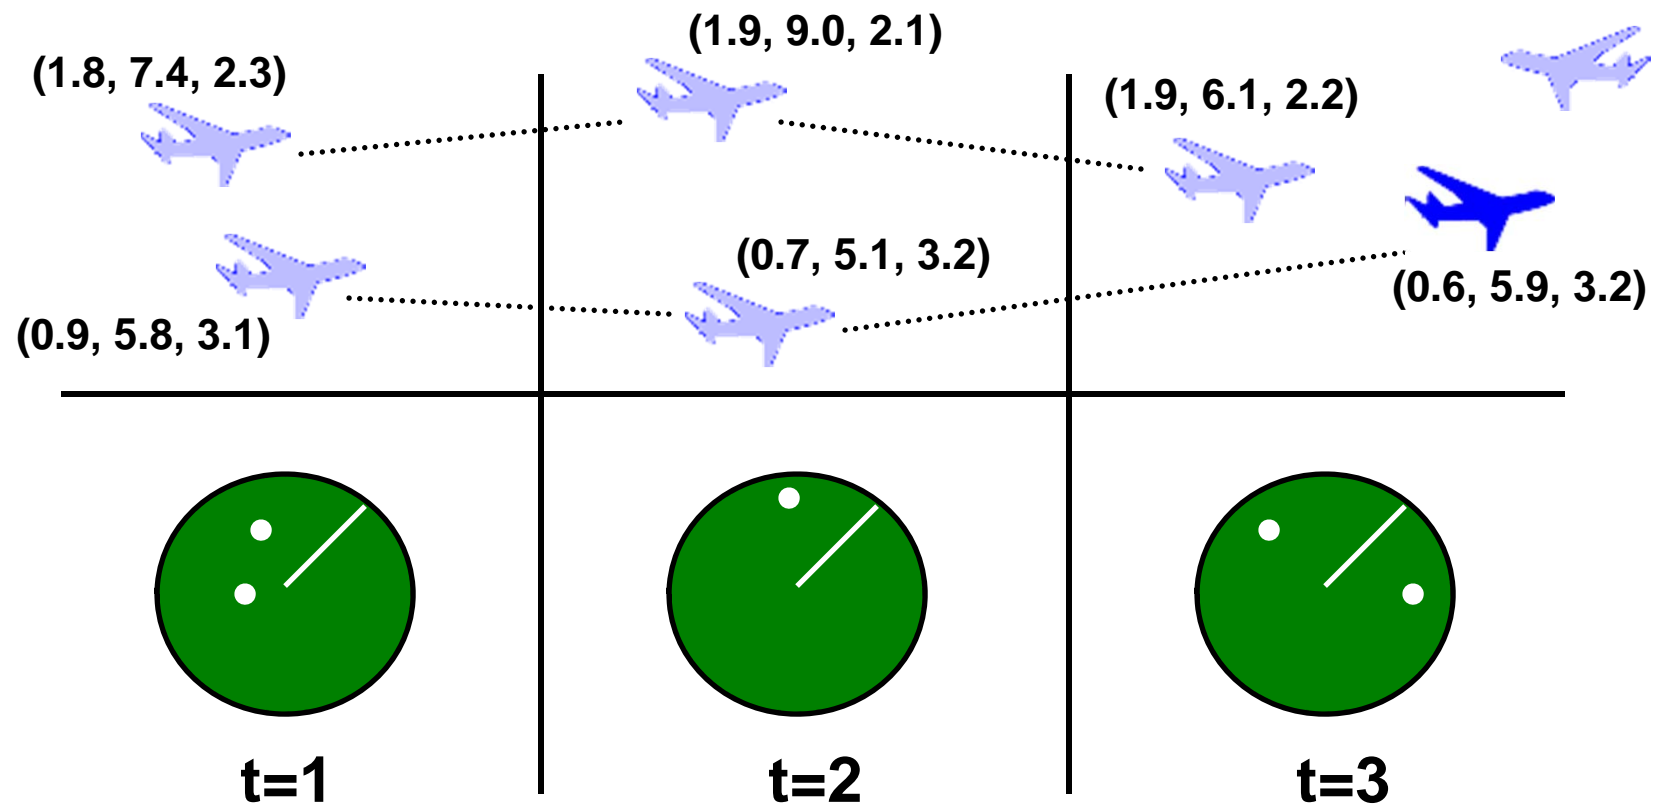 (1.8, 7.4, 2.3)
(1.9, 9.0, 2.1)
(1.9, 6.1, 2.2)
(0.9, 5.8, 3.1)
(0.7, 5.1, 3.2)
(0.6, 5.9, 3.2)
t=1
t=2
t=3